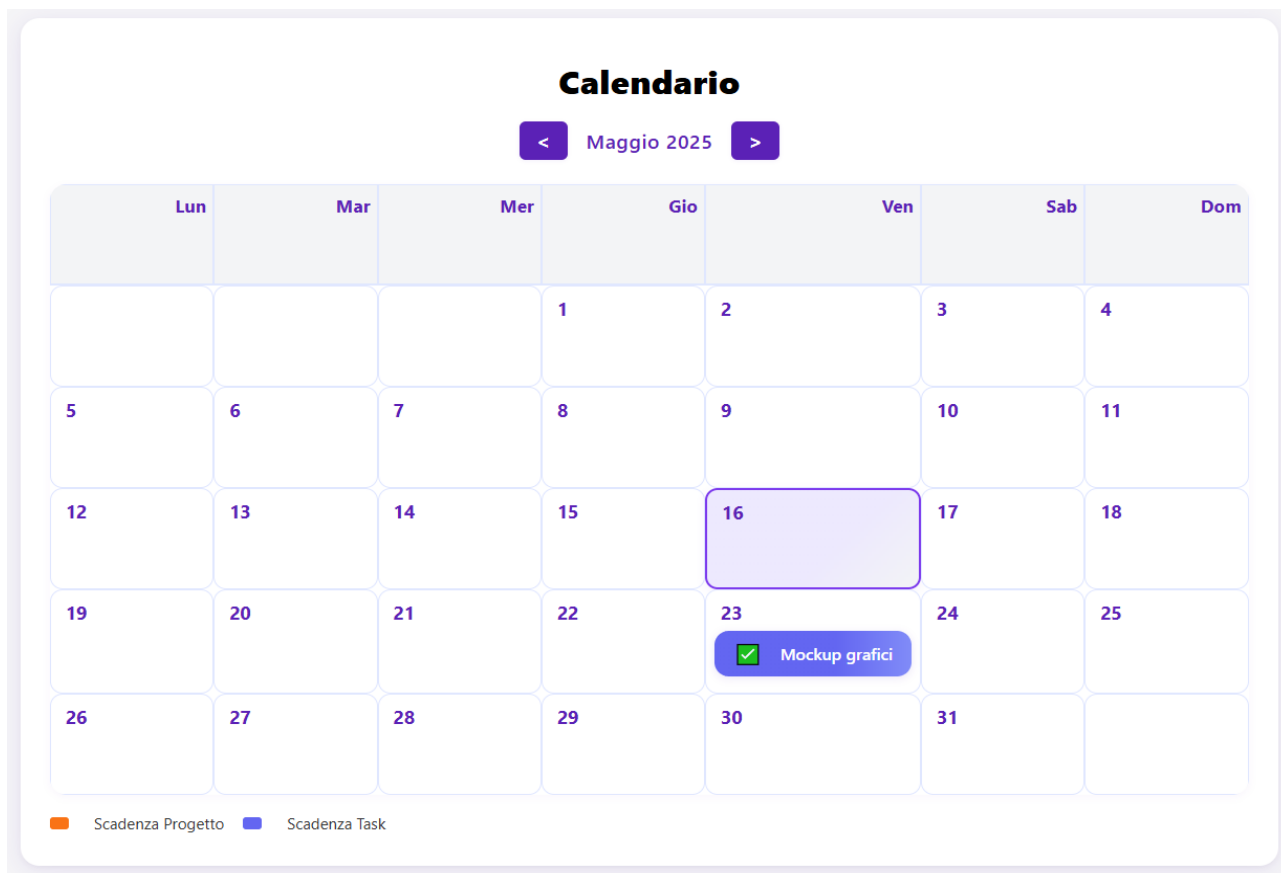 Calendario
< Maggio 2025 >
Lun Mar Mer Gio Ven Sab Dom
1 2 3 4
5 6 7 8 9 10 11
12 13 14 15 16 17 18
19 20 21 22 23 24 25
Mockup grafici
26 27 28 29 30 31
Scadenza Progetto Scadenza Task